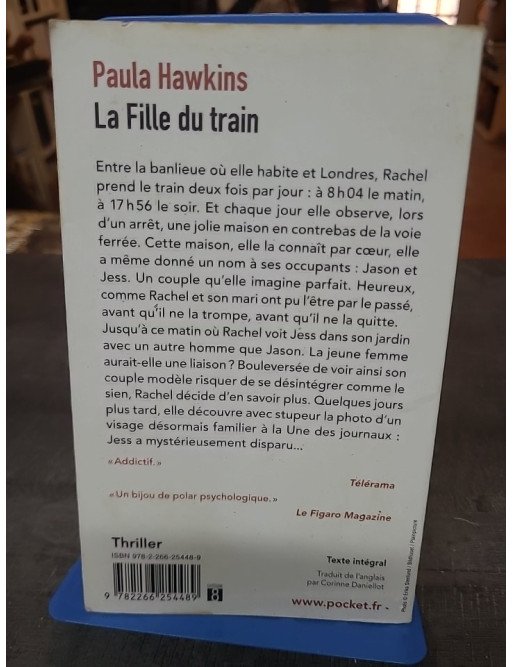 Paula Hawkins
La Fille du train
Entre la banlieue où elle habite et Londres, Rachel
prend le train deux fois par jour : à 8 h 04 le matin,
à 17 h 56 le soir. Et chaque jour elle observe, lors
d'un arrêt, une jolie maison en contrebas de la voie
ferrée. Cette maison, elle la connaît par cœur, elle
a même donné un nom à ses occupants : Jason et
Jess. Un couple qu'elle imagine parfait. Heureux,
comme Rachel et son mari ont pu l'être par le passé,
avant qu'il ne la trompe, avant qu'il ne la quitte.
Jusqu'à ce matin où Rachel voit Jess dans son jardin
avec un autre homme que Jason. La jeune femme
aurait-elle une liaison ? Bouleversée de voir ainsi son
couple modèle risquer de se désintégrer comme le
sien, Rachel décide d'en savoir plus. Quelques jours
plus tard, elle découvre avec stupeur la photo d'un
visage désormais familier à la Une des journaux :
Jess a mystérieusement disparu...
« Addictif. »
Télérama
« Un bijou de polar psychologique. »
Le Figaro Magazine
Thriller
ISBN 978-2-266-25448-9
9 782266 254489
Texte intégral
Traduit de l'anglais
par Corinne Daniellot
www.pocket.fr